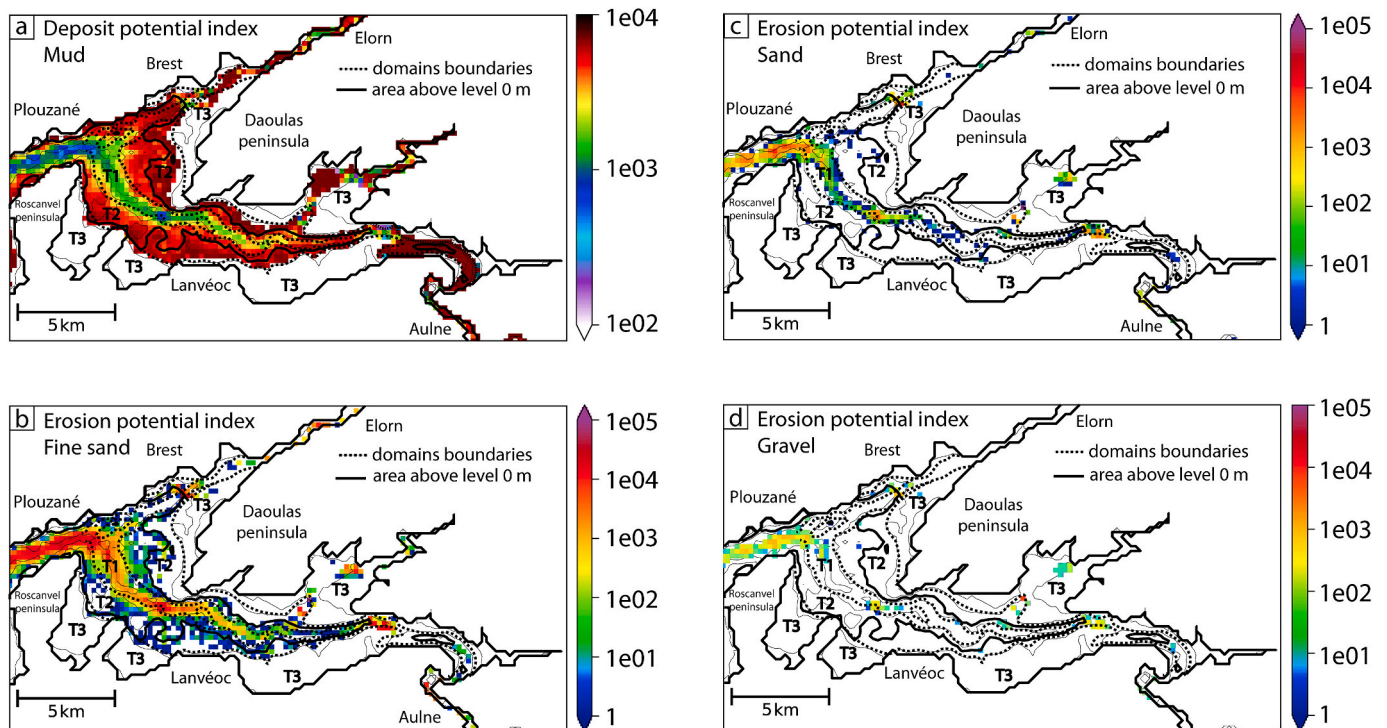 a Deposit potential index
Mud
Elorn
Brest
domains boundaries
area above level 0 m
Plouzané
T3
Daoulas
peninsula
T1
T2
T3
Roscanvel
peninsula
T2
T3
T3
Lanvéoc
T3
5 km
Aulne
1e04
1e03
1e02
c Erosion potential index
Sand
Elorn
Brest
domains boundaries
area above level 0 m
Plouzané
T3
Daoulas
peninsula
T1
T2
T3
Roscanvel
peninsula
T2
T3
T3
Lanvéoc
T3
5 km
Aulne
1e05
1e04
1e03
1e02
1e01
1
b Erosion potential index
Fine sand
Elorn
Brest
domains boundaries
area above level 0 m
Plouzané
T3
Daoulas
peninsula
T1
T2
T3
Roscanvel
peninsula
T2
T3
T3
Lanvéoc
T3
5 km
Aulne
1e05
1e04
1e03
1e02
1e01
1
d Erosion potential index
Gravel
Elorn
Brest
domains boundaries
area above level 0 m
Plouzané
T3
Daoulas
peninsula
T1
T2
T3
Roscanvel
peninsula
T2
T3
T3
Lanvéoc
T3
5 km
Aulne
1e05
1e04
1e03
1e02
1e01
1